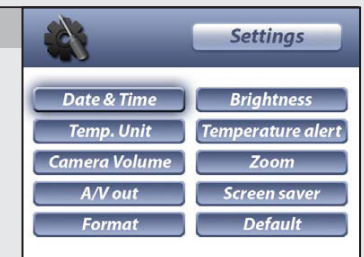 Settings
Date & Time
Brightness
Temp. Unit
Temperature alert
Camera Volume
Zoom
A/V out
Screen saver
Format
Default